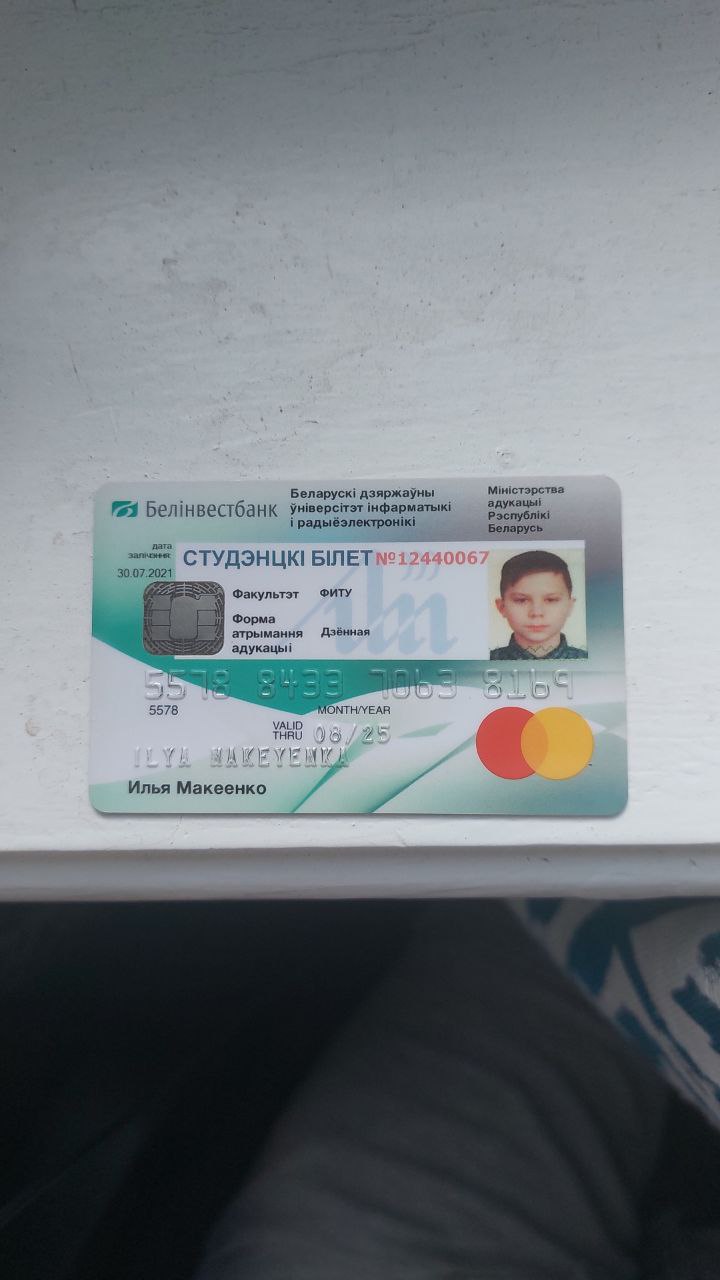 Белінвестбанк
Беларускі дзяржаўны
ўніверсітэт інфарматыкі
і радыёэлектронікі
Міністэрства
адукацыі
Рэспублікі
Беларусь
дата
залічэння:
30.07.2021
СТУДЭНЦКІ БІЛЕТ №12440067
Факультэт ФИТУ
Форма
атрымання
адукацыі
Дзённая
5578 8433 7063 8169
5578
MONTH/YEAR
VALID
THRU 08/25
ILYA MAKEYENKA
Илья Макеенко